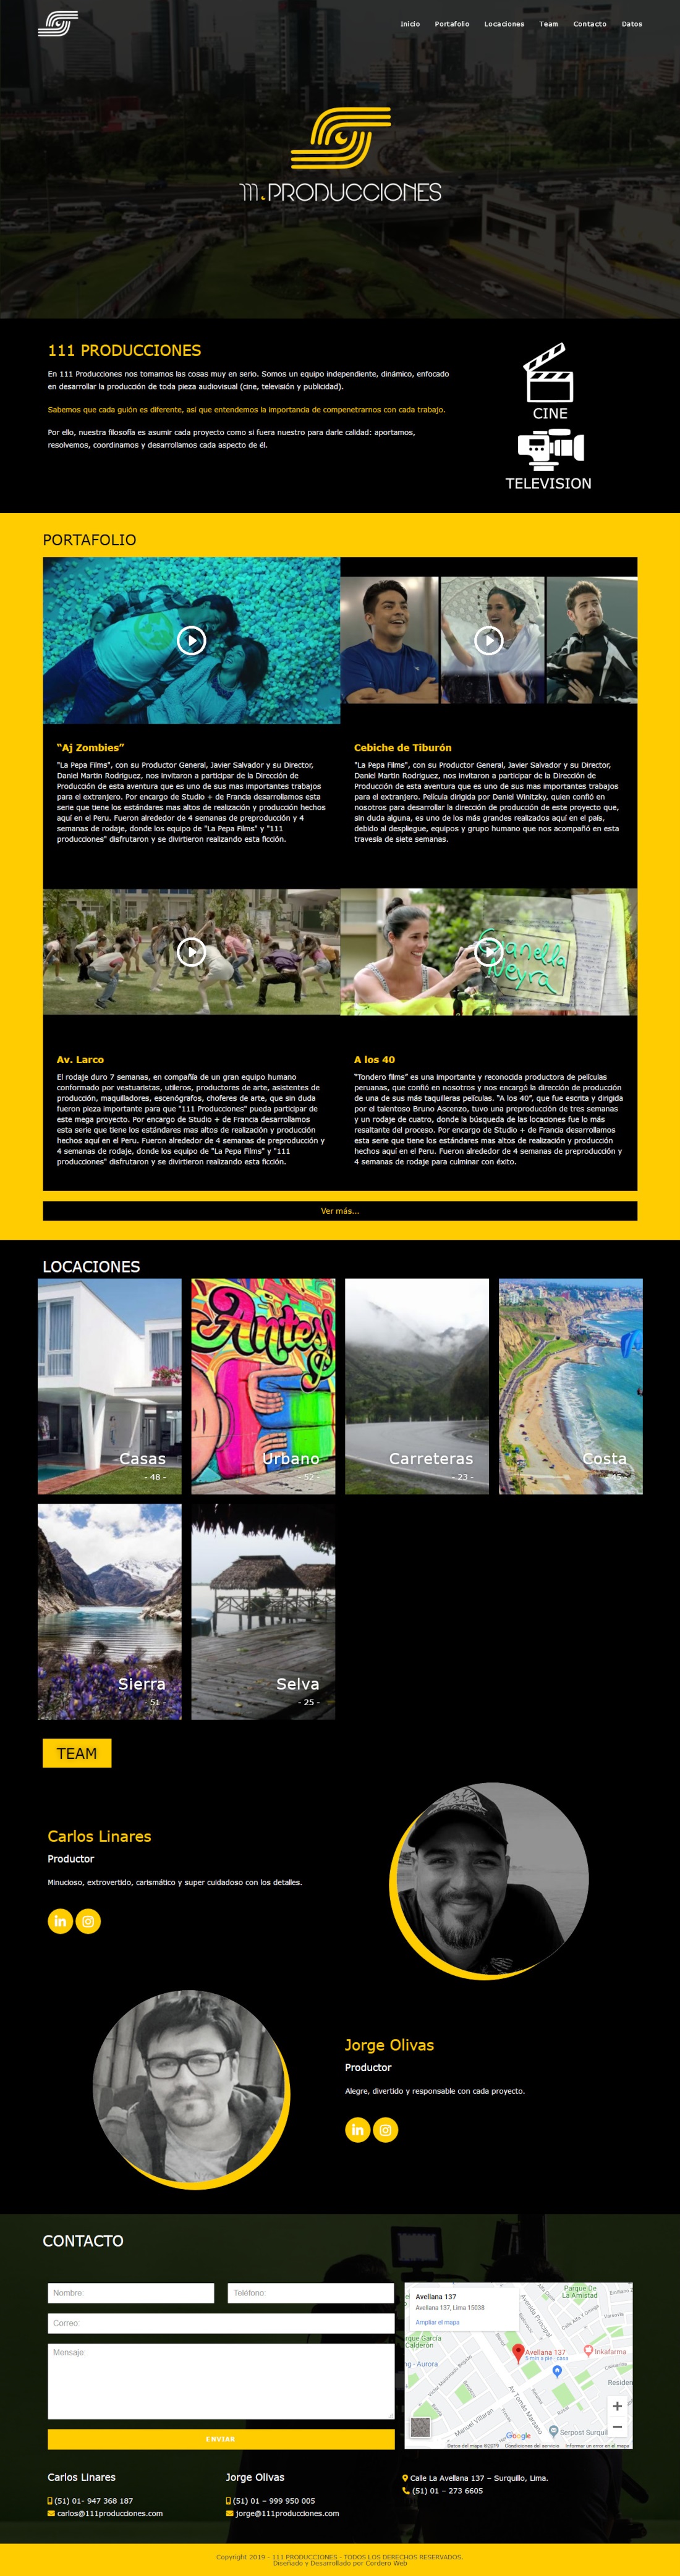 Inicio Portafolio Locaciones Team Contacto Datos
111.PRODUCCIONES
111 PRODUCCIONES
En 111 Producciones nos tomamos las cosas muy en serio. Somos un equipo independiente, dinámico, enfocado
en desarrollar la producción de toda pieza audiovisual (cine, televisión y publicidad).
Sabemos que cada guión es diferente, así que entendemos la importancia de compenetrarnos con cada trabajo.
Por ello, nuestra filosofía es asumir cada proyecto como si fuera nuestro para darle calidad: aportamos,
resolvemos, coordinamos y desarrollamos cada aspecto de él.
CINE
TELEVISION
PORTAFOLIO
“Aj Zombies”
"La Pepa Films", con su Productor General, Javier Salvador y su Director,
Daniel Martin Rodriguez, nos invitaron a participar de la Dirección de
Producción de esta aventura que es uno de sus mas importantes trabajos
para el extranjero. Por encargo de Studio + de Francia desarrollamos esta
serie que tiene los estándares mas altos de realización y producción hechos
aquí en el Peru. Fueron alrededor de 4 semanas de preproducción y 4
semanas de rodaje, donde los equipo de "La Pepa Films" y "111
producciones" disfrutaron y se divirtieron realizando esta ficción.
Cebiche de Tiburón
"La Pepa Films", con su Productor General, Javier Salvador y su Director,
Daniel Martin Rodriguez, nos invitaron a participar de la Dirección de
Producción de esta aventura que es uno de sus mas importantes trabajos
para el extranjero. Película dirigida por Daniel Winitzky, quien confió en
nosotros para desarrollar la dirección de producción de este proyecto que,
sin duda alguna, es uno de los más grandes realizados aquí en el país,
debido al despliegue, equipos y grupo humano que nos acompañó en esta
travesía de siete semanas.
Gianella
Neyra
Av. Larco
El rodaje duro 7 semanas, en compañía de un gran equipo humano
conformado por vestuaristas, utileros, productores de arte, asistentes de
producción, maquilladores, escenógrafos, choferes de arte, que sin duda
fueron pieza importante para que "111 Producciones" pueda participar de
este mega proyecto. Por encargo de Studio + de Francia desarrollamos
esta serie que tiene los estándares mas altos de realización y producción
hechos aquí en el Peru. Fueron alrededor de 4 semanas de preproducción y
4 semanas de rodaje, donde los equipo de "La Pepa Films" y "111
producciones" disfrutaron y se divirtieron realizando esta ficción.
A los 40
"Tondero films" es una importante y reconocida productora de películas
peruanas, que confió en nosotros y nos encargó la dirección de producción
de una de sus más taquilleras películas. "A los 40", que fue escrita y dirigida
por el talentoso Bruno Ascenzo, tuvo una preproducción de tres semanas
y un rodaje de cuatro, donde la búsqueda de las locaciones fue lo más
resaltante del proceso. Por encargo de Studio + de Francia desarrollamos
esta serie que tiene los estándares mas altos de realización y producción
hechos aquí en el Peru. Fueron alrededor de 4 semanas de preproducción y
4 semanas de rodaje para culminar con éxito.
Ver más...
LOCACIONES
Casas
- 48 -
Urbano
- 52 -
Carreteras
- 23 -
Costa
- 45 -
Sierra
- 51 -
Selva
- 25 -
TEAM
Carlos Linares
Productor
Minucioso, extrovertido, carismático y super cuidadoso con los detalles.
Jorge Olivas
Productor
Alegre, divertido y responsable con cada proyecto.
CONTACTO
Nombre:
Teléfono:
Correo:
Mensaje:
ENVIAR
Avellana 137
Avellana 137, Lima 15038
Ampliar el mapa
Parque De
La Amistad
Avellana 137
Inkafarma
Google
Datos del mapa ©2019 Condiciones del servicio Informar un error en el mapa
Carlos Linares
(51) 01- 947 368 187
carlos@111producciones.com
Jorge Olivas
(51) 01 – 999 950 005
jorge@111producciones.com
Calle La Avellana 137 – Surquillo, Lima.
(51) 01 – 273 6605
Copyright 2019 - 111 PRODUCCIONES - TODOS LOS DERECHOS RESERVADOS.
Diseñado y Desarrollado por Cordero Web